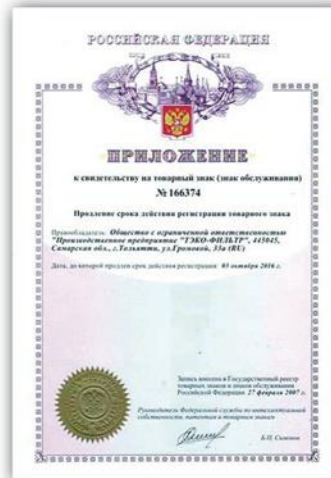 РОССИЙСКАЯ ФЕДЕРАЦИЯ
ПРИЛОЖЕНИЕ
к свидетельству на товарный знак (знак обслуживания)
№ 166374
Продление срока действия регистрации товарного знака
Правообладатель: Общество с ограниченной ответственностью
"Производственное предприятие "ТЭКО-ФИЛЬТР", 445045,
Самарская обл., г.Тольятти, ул.Громовой, 33а (RU)
Дата, до которой продлен срок действия регистрации: 03 октября 2016 г.
Запись внесена в Государственный реестр
товарных знаков и знаков обслуживания
Российской Федерации 27 февраля 2007 г.
Руководитель Федеральной службы по интеллектуальной
собственности, патентам и товарным знакам
Б.П. Симонов